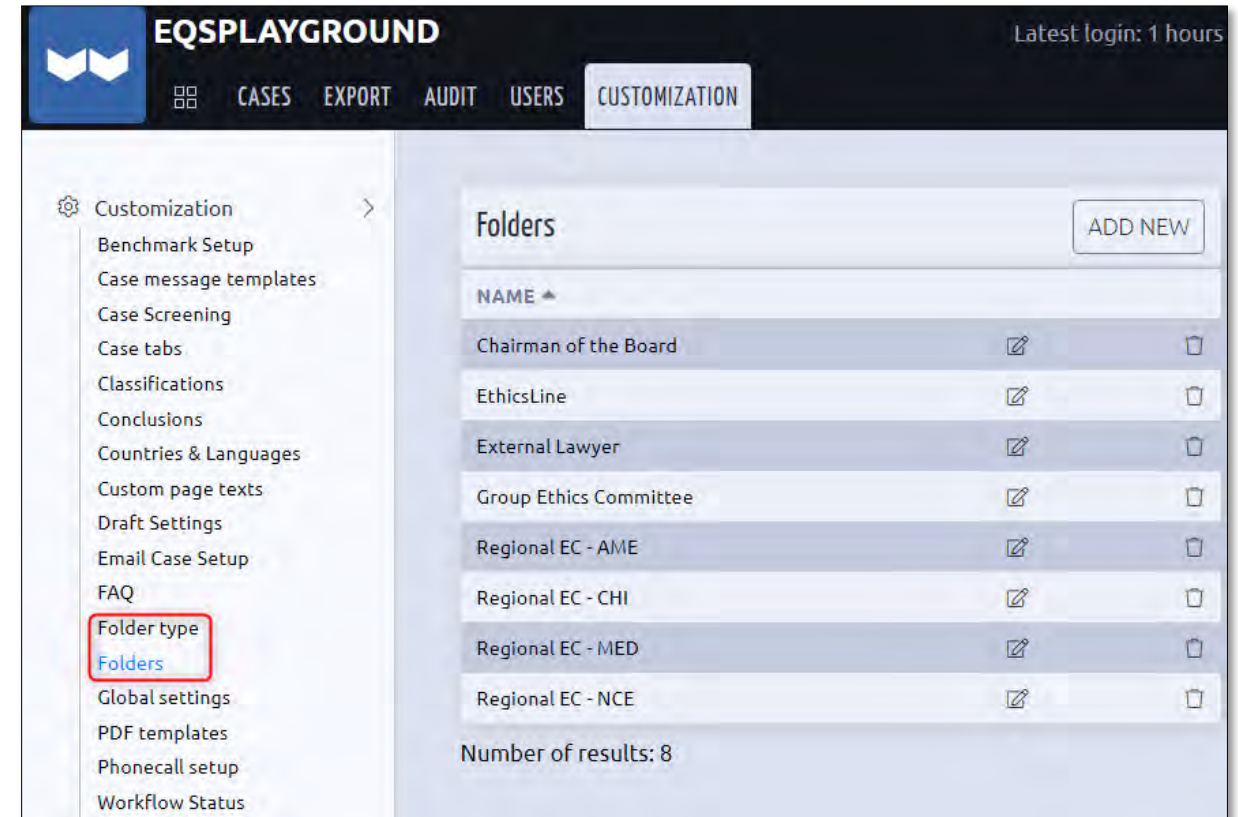 EQSPLAYGROUND
Latest login: 1 hours
CASES EXPORT AUDIT USERS CUSTOMIZATION
Customization
Benchmark Setup
Case message templates
Case Screening
Case tabs
Classifications
Conclusions
Countries & Languages
Custom page texts
Draft Settings
Email Case Setup
FAQ
Folder type
Folders
Global settings
PDF templates
Phonecall setup
Workflow Status
Folders
ADD NEW
NAME
Chairman of the Board
EthicsLine
External Lawyer
Group Ethics Committee
Regional EC - AME
Regional EC - CHI
Regional EC - MED
Regional EC - NCE
Number of results: 8